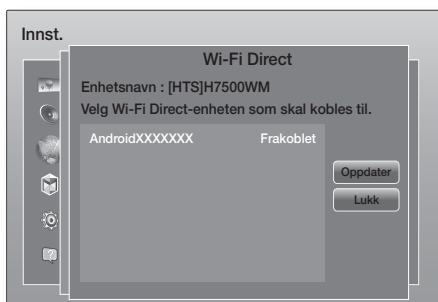 Innst.
Wi-Fi Direct
Enhetsnavn : [HTS]H7500WM
Velg Wi-Fi Direct-enheten som skal kobles til.
AndroidXXXXXXX Frakoblet
Oppdater
Lukk